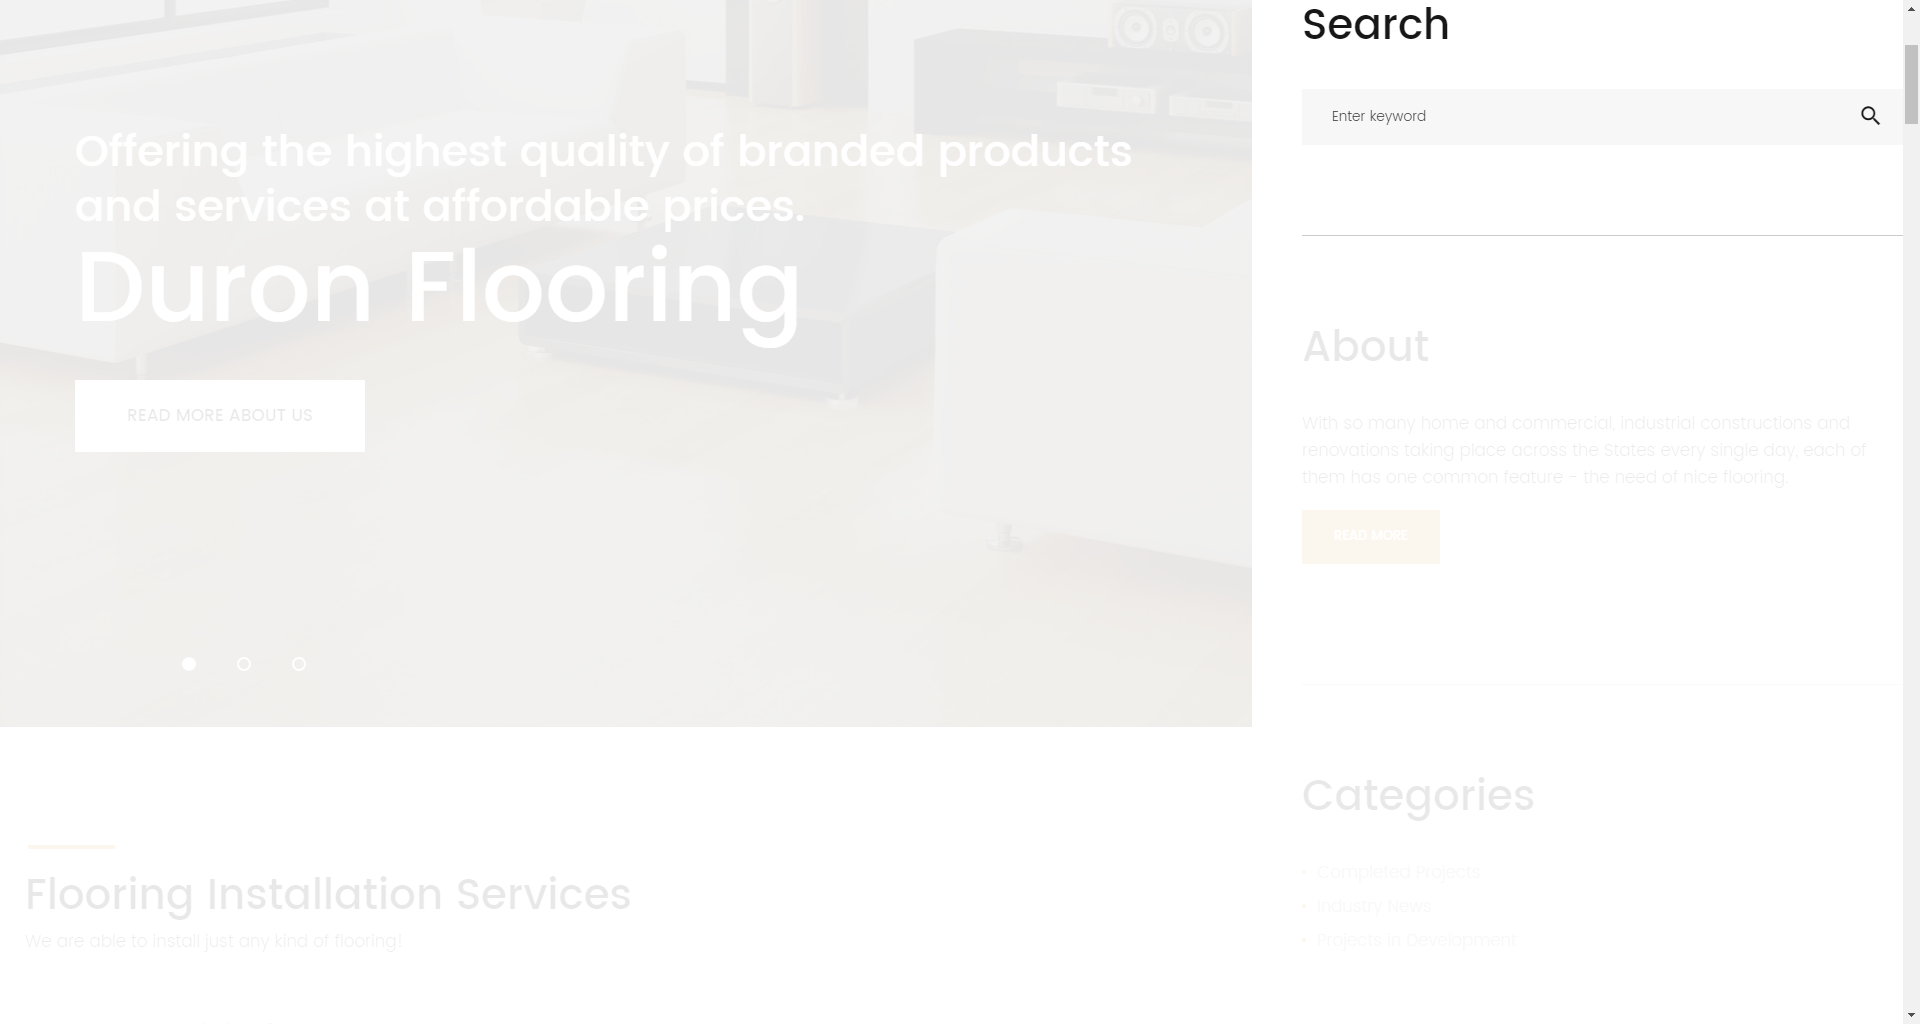 Offering the highest quality of branded products
and services at affordable prices.
Duron Flooring
READ MORE ABOUT US
Flooring Installation Services
We are able to install just any kind of flooring!
Search
Enter keyword
About
With so many home and commercial, industrial constructions and
renovations taking place across the States every single day, each of
them has one common feature – the need of nice flooring.
READ MORE
Categories
Completed Projects
Industry News
Projects in Development